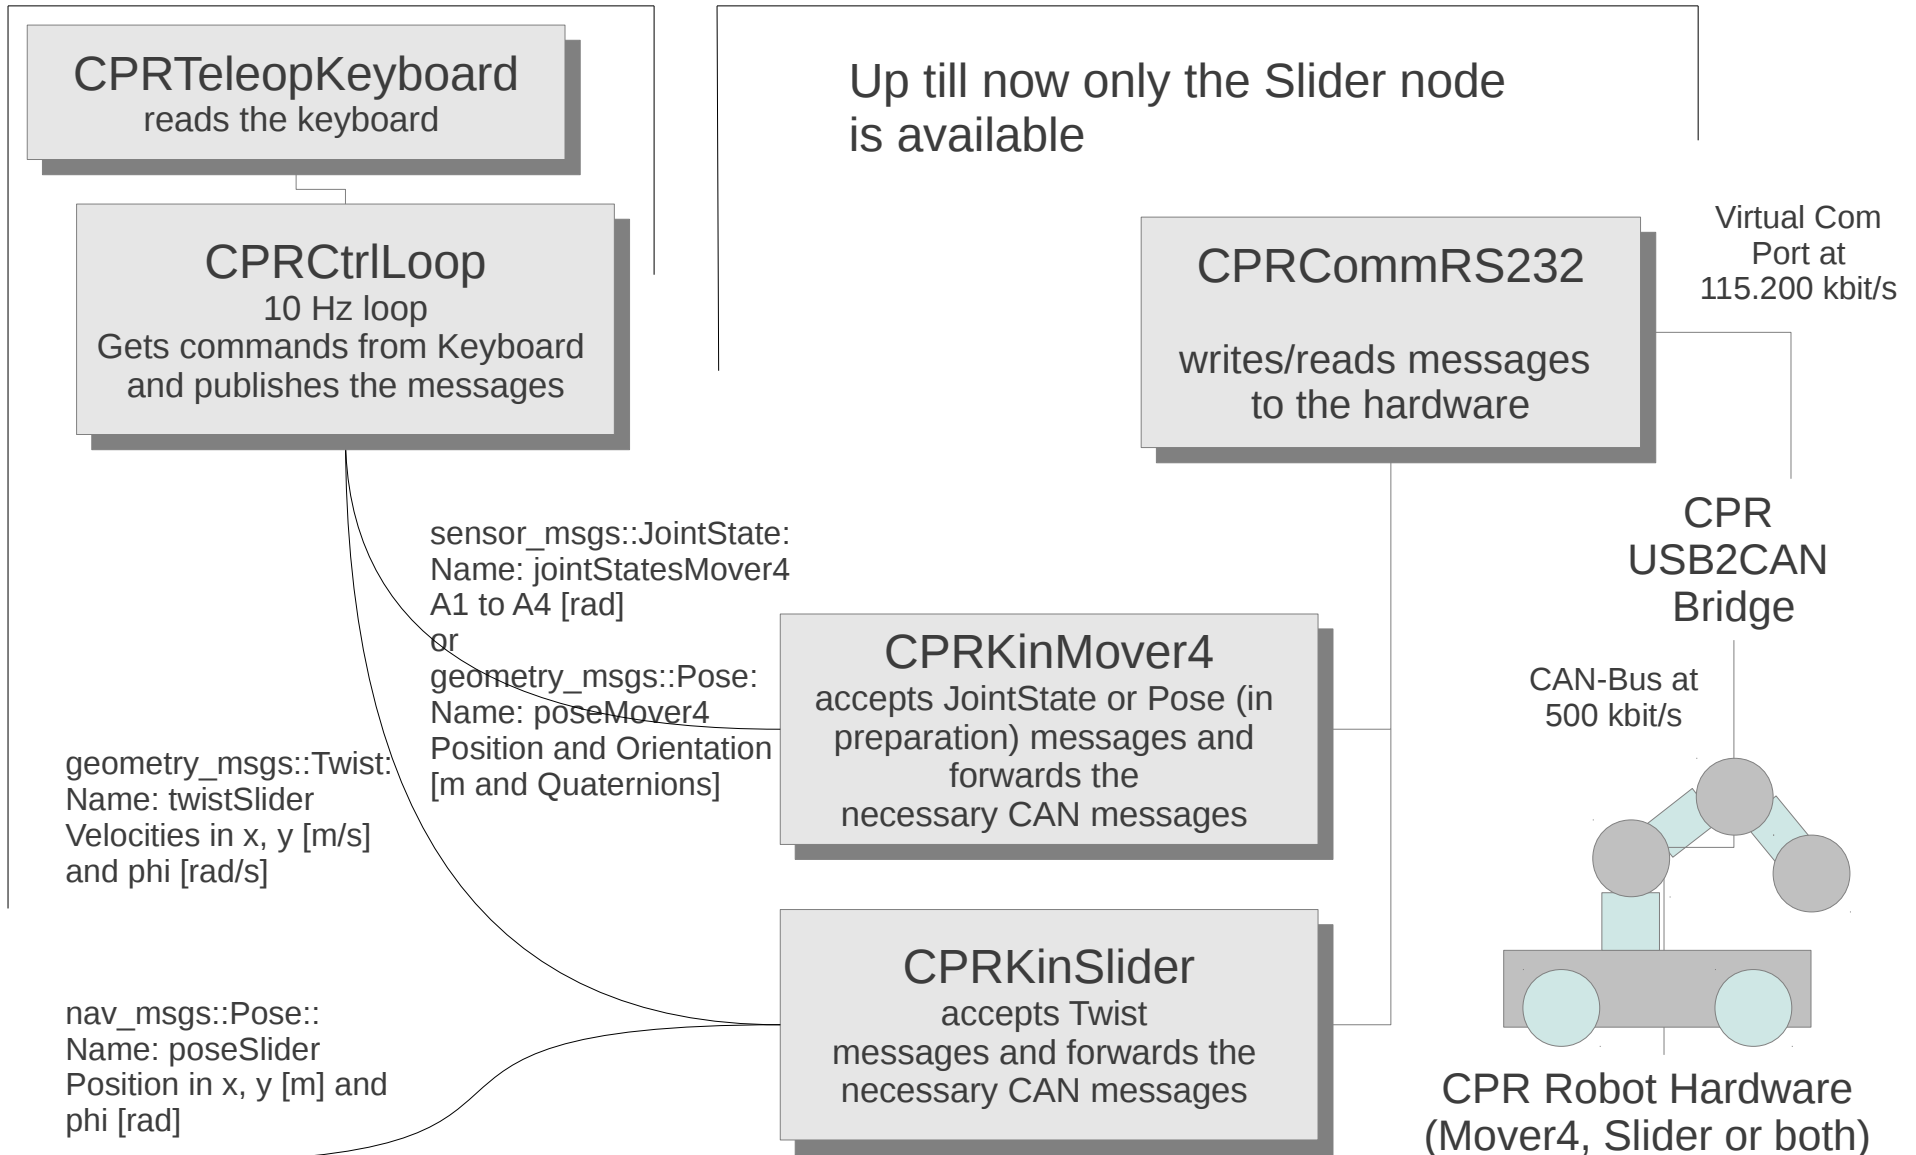 CPRTeleopKeyboard
reads the keyboard
CPRCtrlLoop
10 Hz loop
Gets commands from Keyboard
and publishes the messages
Up till now only the Slider node
is available
CPRCommRS232
writes/reads messages
to the hardware
Virtual Com
Port at
115.200 kbit/s
CPR
USB2CAN
Bridge
CAN-Bus at
500 kbit/s
sensor_msgs::JointState:
Name: jointStatesMover4
A1 to A4 [rad]
or
geometry_msgs::Pose:
Name: poseMover4
Position and Orientation
[m and Quaternions]
CPRKinMover4
accepts JointState or Pose (in
preparation) messages and
forwards the
necessary CAN messages
geometry_msgs::Twist:
Name: twistSlider
Velocities in x, y [m/s]
and phi [rad/s]
CPRKinSlider
accepts Twist
messages and forwards the
necessary CAN messages
nav_msgs::Pose::
Name: poseSlider
Position in x, y [m] and
phi [rad]
CPR Robot Hardware
(Mover4, Slider or both)